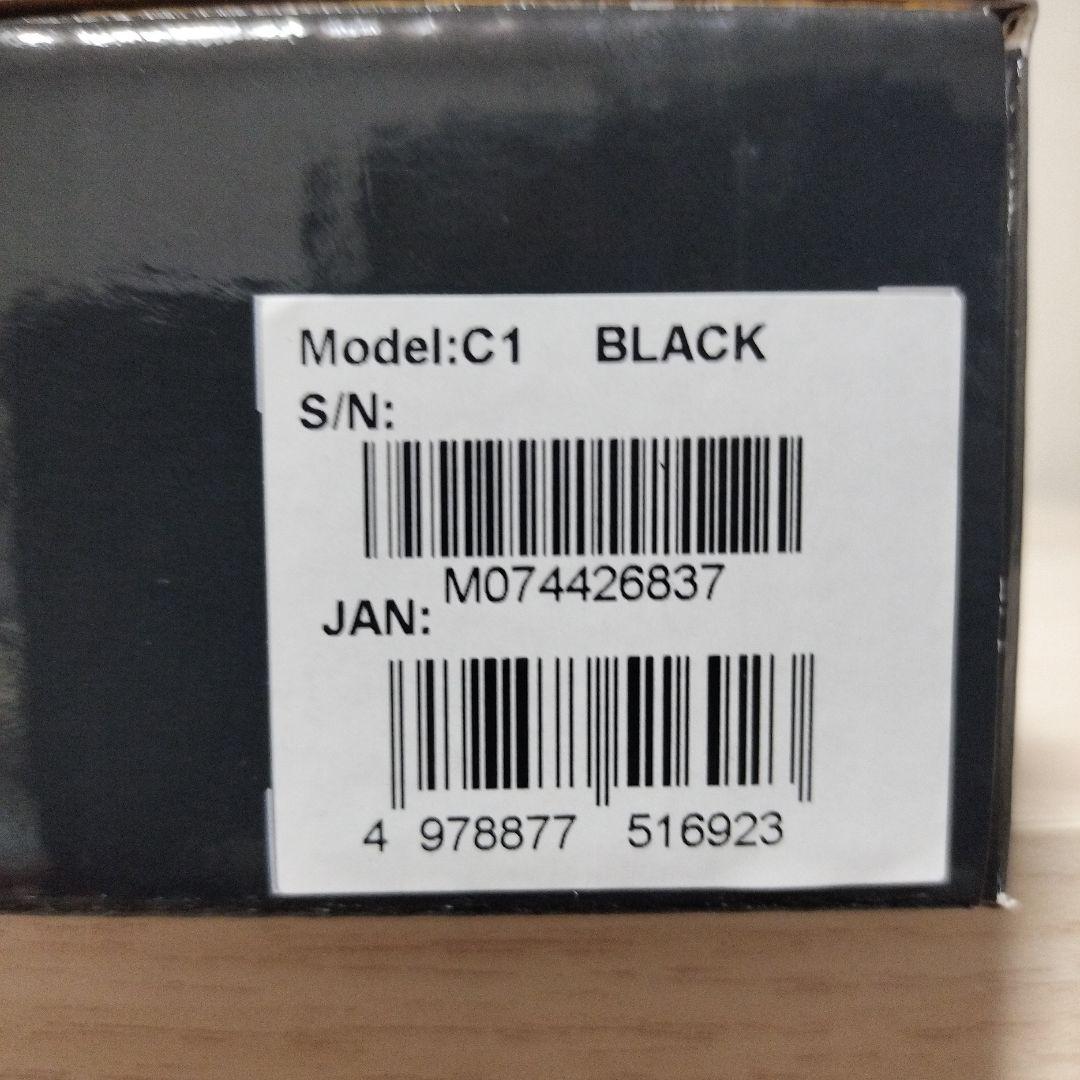 Model:C1 BLACK
S/N:
M074426837
JAN:
4 978877 516923